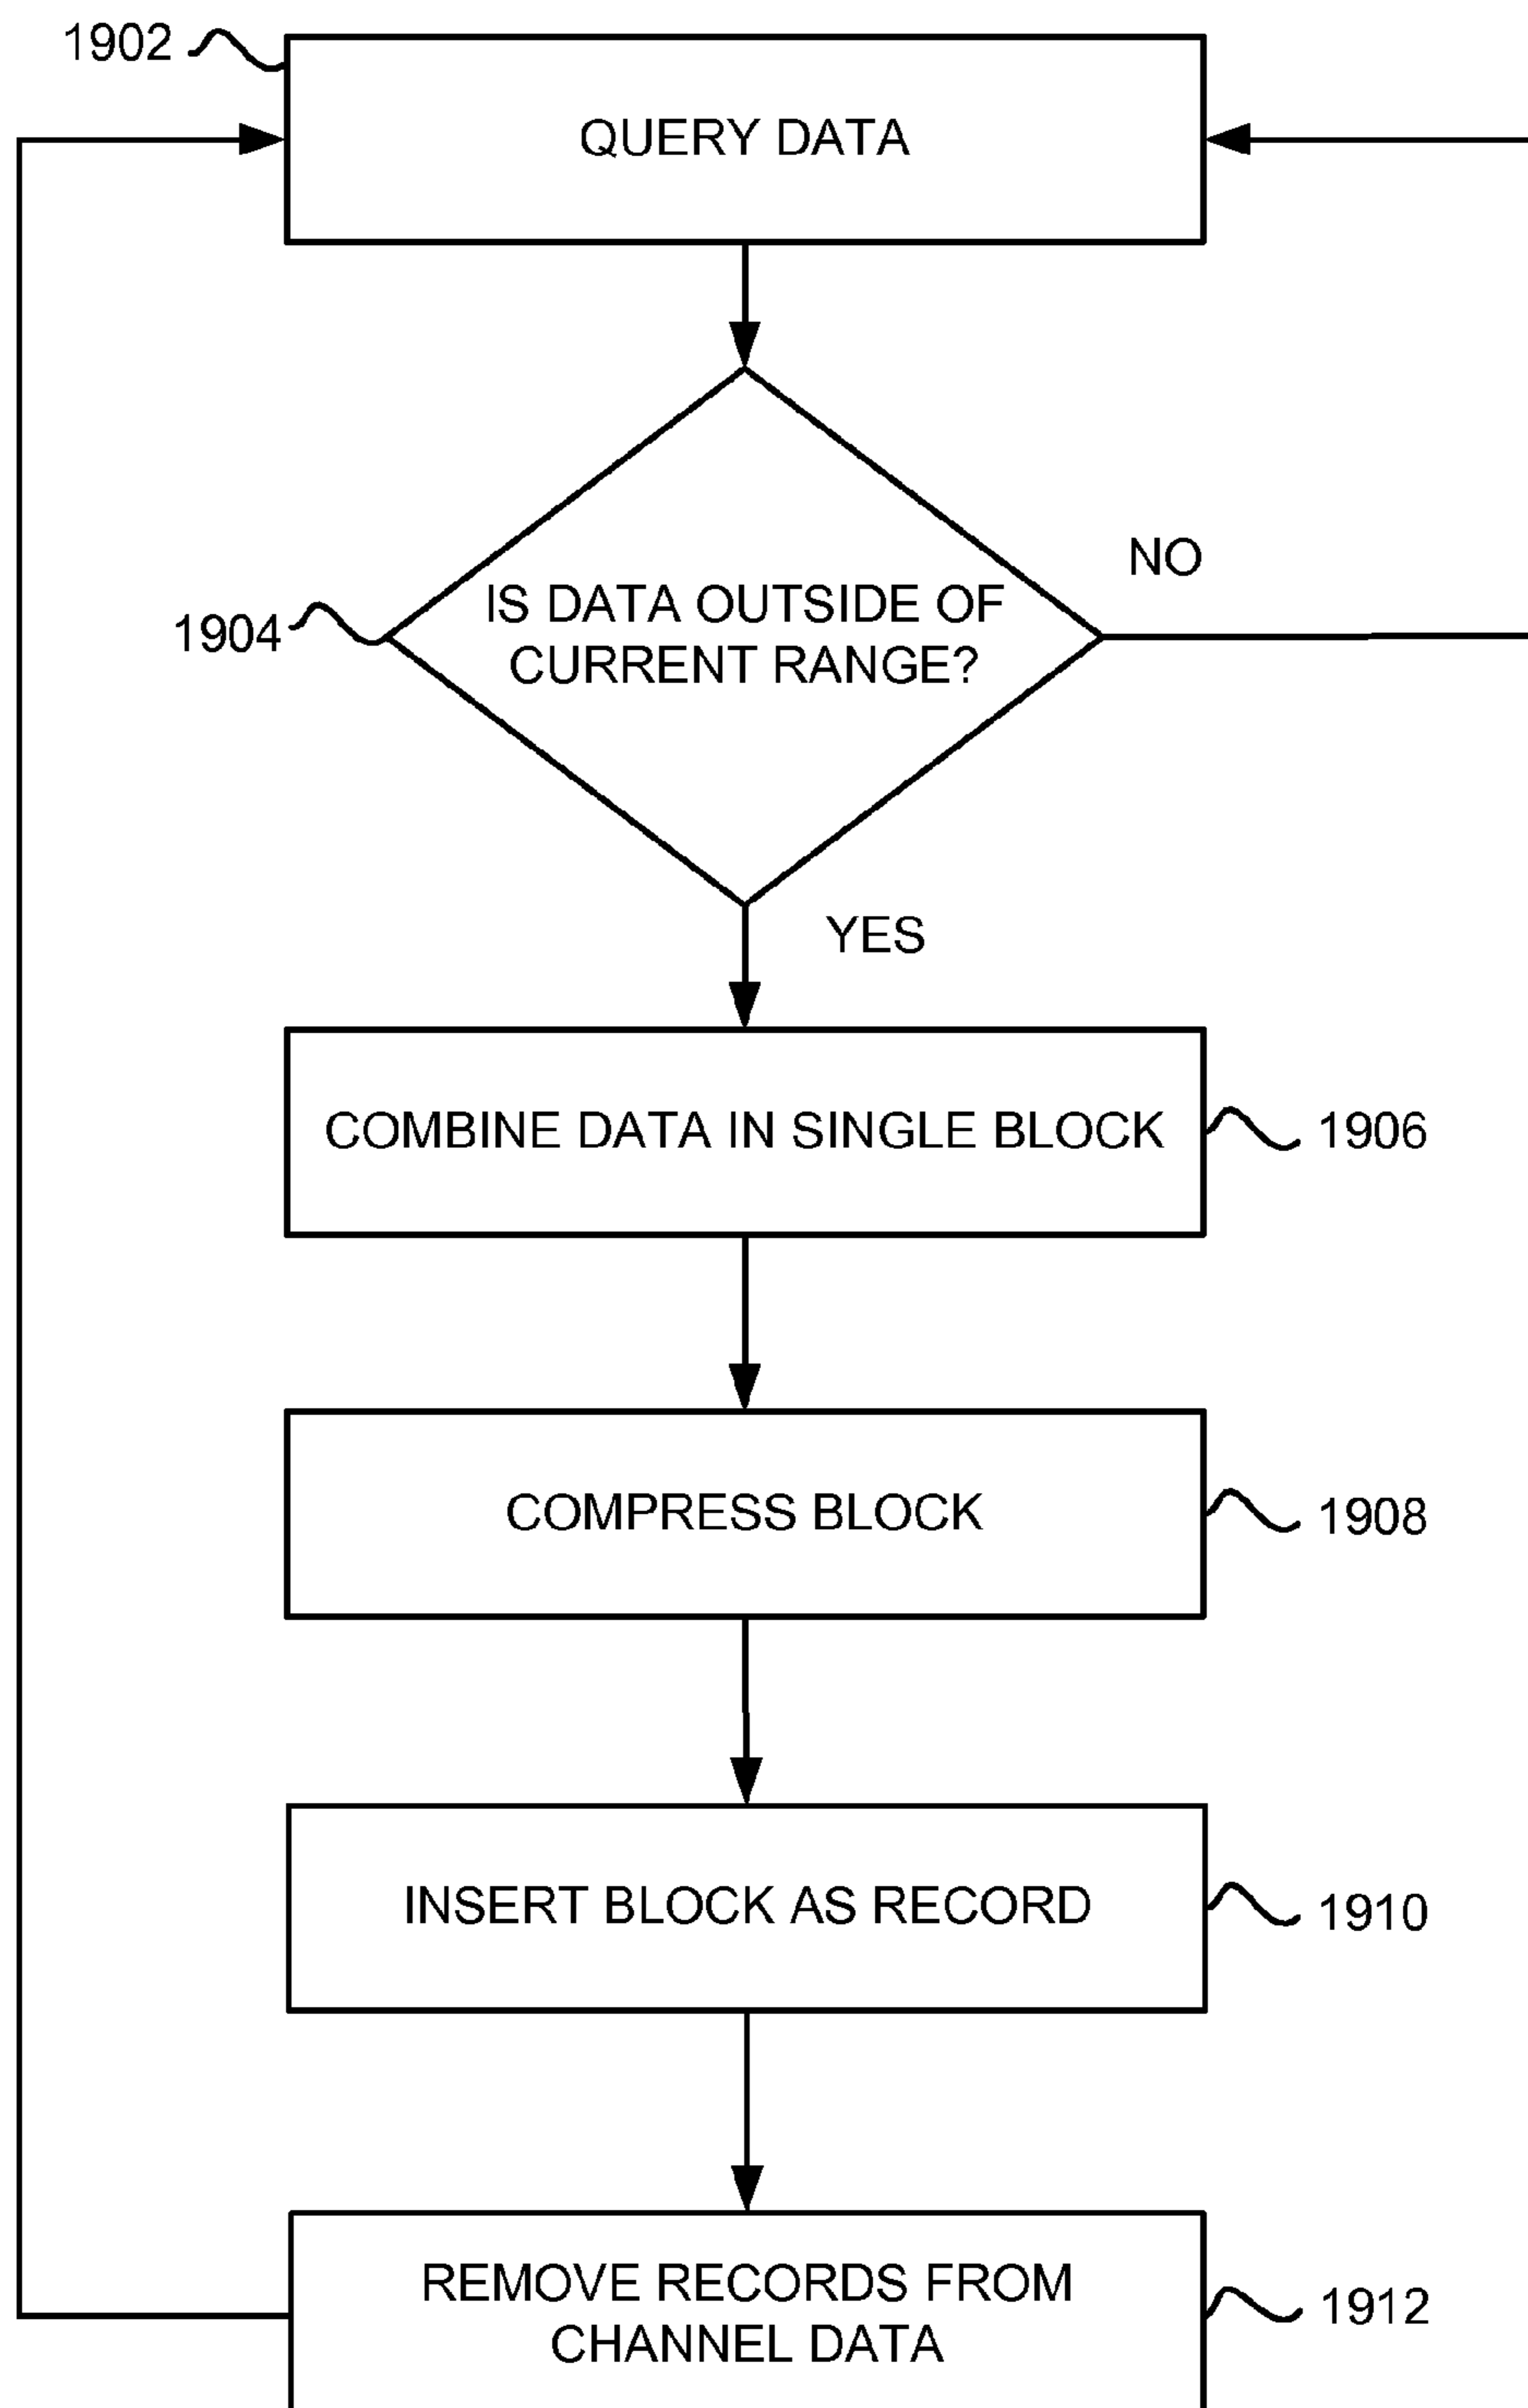 1902
QUERY DATA
NO
1904
IS DATA OUTSIDE OF
CURRENT RANGE?
YES
COMBINE DATA IN SINGLE BLOCK
1906
COMPRESS BLOCK
1908
INSERT BLOCK AS RECORD
1910
REMOVE RECORDS FROM
CHANNEL DATA
1912